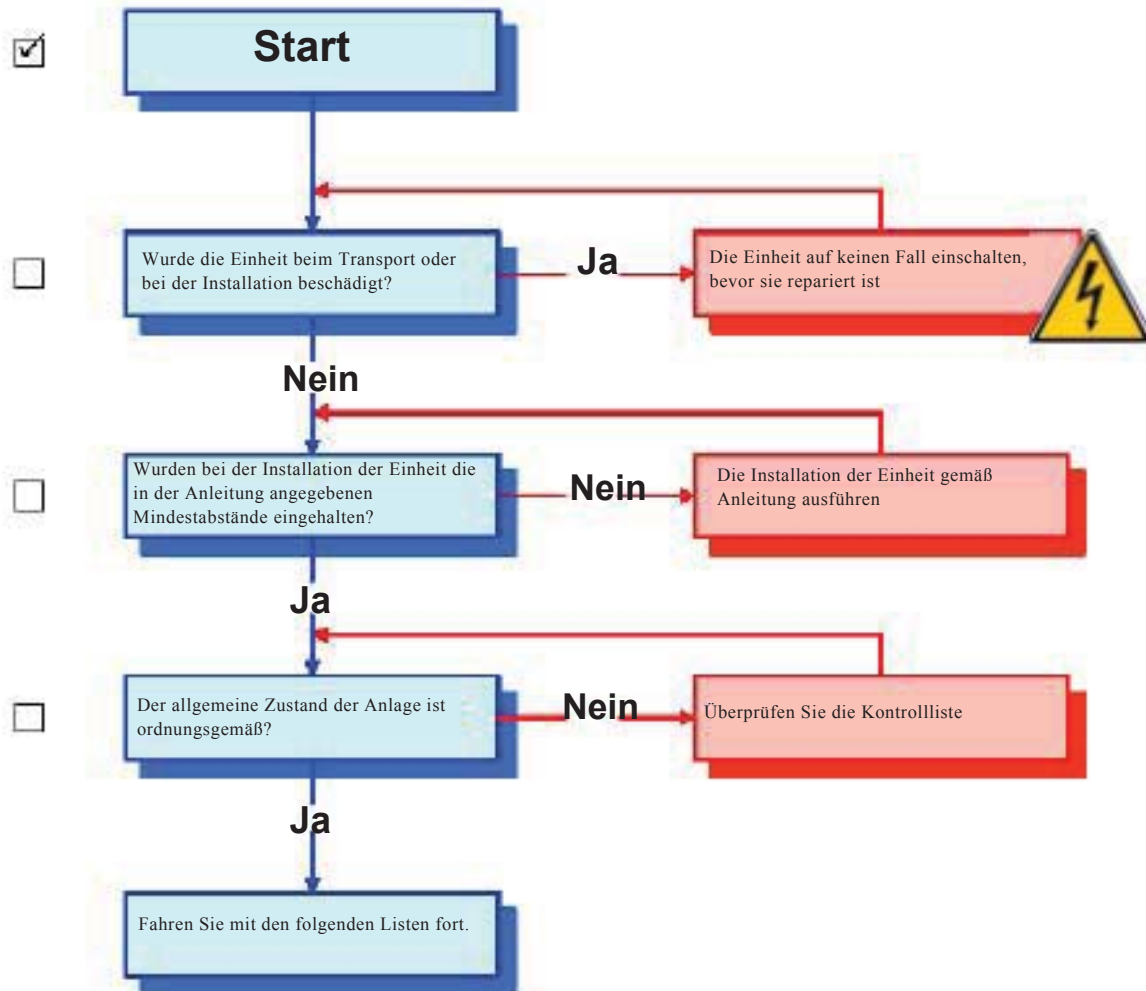 Start
Wurde die Einheit beim Transport oder
bei der Installation beschädigt?
Ja
Die Einheit auf keinen Fall einschalten,
bevor sie repariert ist
Nein
Wurden bei der Installation der Einheit die
in der Anleitung angegebenen
Mindestabstände eingehalten?
Nein
Die Installation der Einheit gemäß
Anleitung ausführen
Ja
Der allgemeine Zustand der Anlage ist
ordnungsgemäß?
Nein
Überprüfen Sie die Kontrollliste
Ja
Fahren Sie mit den folgenden Listen fort.